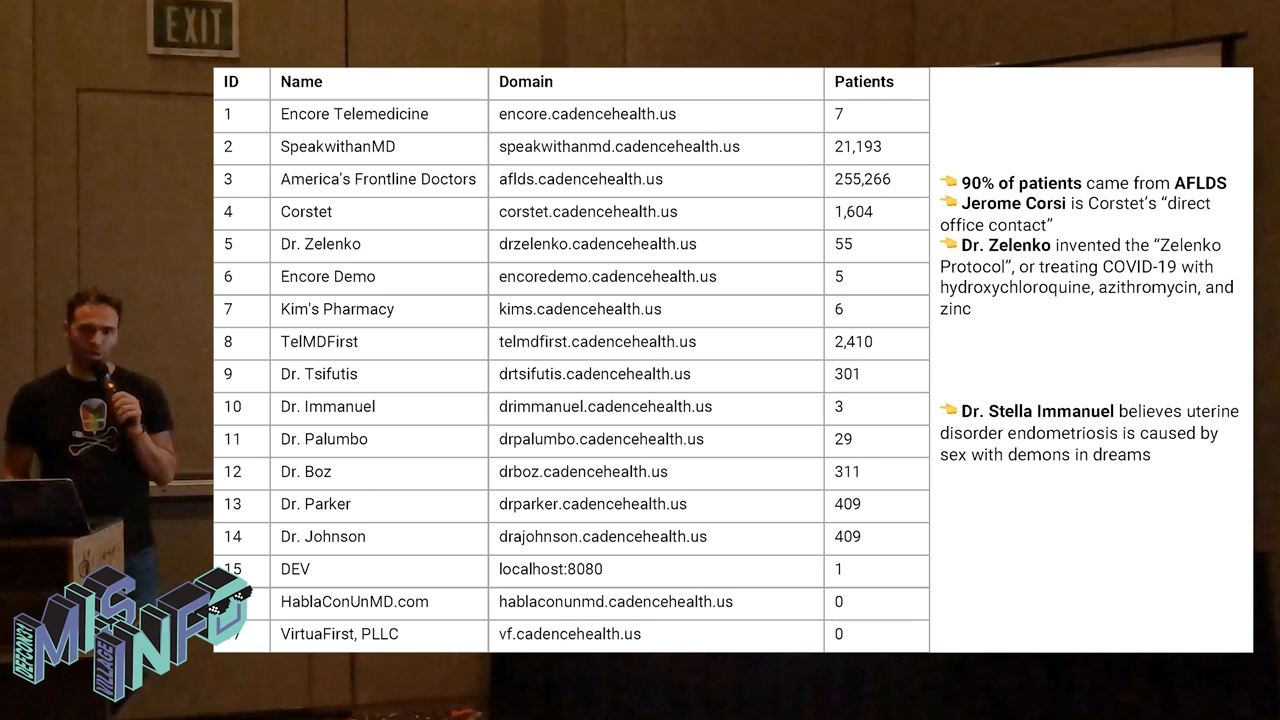 EXIT
ID Name Domain Patients
1 Encore Telemedicine encore.cadencehealth.us 7
2 SpeakwithanMD speakwithanmd.cadencehealth.us 21,193
3 America's Frontline Doctors aflds.cadencehealth.us 255,266
4 Corstet corstet.cadencehealth.us 1,604
5 Dr. Zelenko drzelenko.cadencehealth.us 55
6 Encore Demo encoredemo.cadencehealth.us 5
7 Kim's Pharmacy kims.cadencehealth.us 6
8 TelMDFirst telmdfirst.cadencehealth.us 2,410
9 Dr. Tsifutis drtsifutis.cadencehealth.us 301
10 Dr. Immanuel drimmanuel.cadencehealth.us 3
11 Dr. Palumbo drpalumbo.cadencehealth.us 29
12 Dr. Boz drboz.cadencehealth.us 311
13 Dr. Parker drparker.cadencehealth.us 409
14 Dr. Johnson drajohnson.cadencehealth.us 409
15 DEV localhost:8080 1
HablaConUnMD.com hablaconunmd.cadencehealth.us 0
VirtuaFirst, PLLC vf.cadencehealth.us 0
👈 90% of patients came from AFLDS
👈 Jerome Corsi is Corstet’s “direct
office contact”
👈 Dr. Zelenko invented the “Zelenko
Protocol”, or treating COVID-19 with
hydroxychloroquine, azithromycin, and
zinc
👈 Dr. Stella Immanuel believes uterine
disorder endometriosis is caused by
sex with demons in dreams
DEFCON31
MIS
INFO
VILLAGE